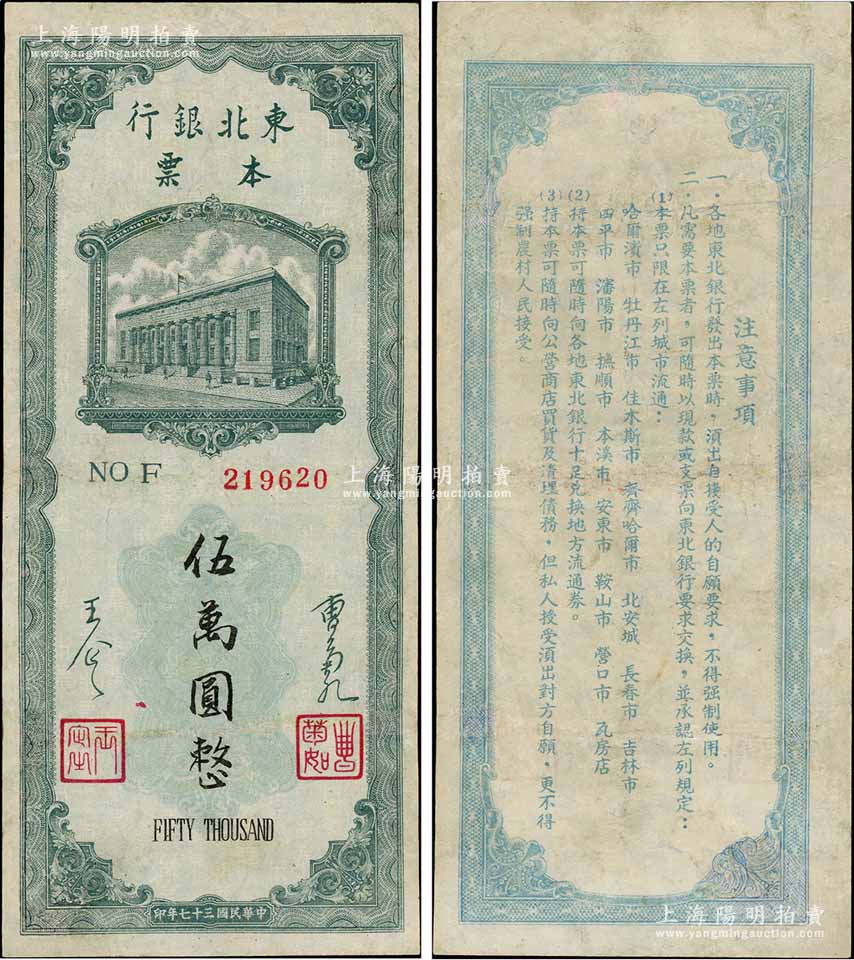 上海陽明拍賣
www.yangmingauction.com
行銀北東
票本
NO F 219620
伍萬圓整
FIFTY THOUSAND
曹菊如
印年七十三國民華中
上海陽明拍賣
www.yangmingauction.com
注意事項
一．各地東北銀行發出本票時，須出自接受人的自願要求，不得强制使用。
二．凡需要本票者，可隨時以現款或支票向東北銀行要求交換，並承認左列規定：
(1)本票只限在左列城市流通：
哈爾濱市 牡丹江市 佳木斯市 齊齊哈爾市 北安城 長春市 吉林市
四平市 瀋陽市 撫順市 本溪市 安東市 鞍山市 營口市 瓦房店
(2)持本票可隨時向各地東北銀行十足兌換地方流通券。
(3)持本票可隨時向公營商店買貨及清理債務，但私人授受須出對方自願，更不得
强制農村人民接受。
上海陽明拍賣
www.yangmingauction.com